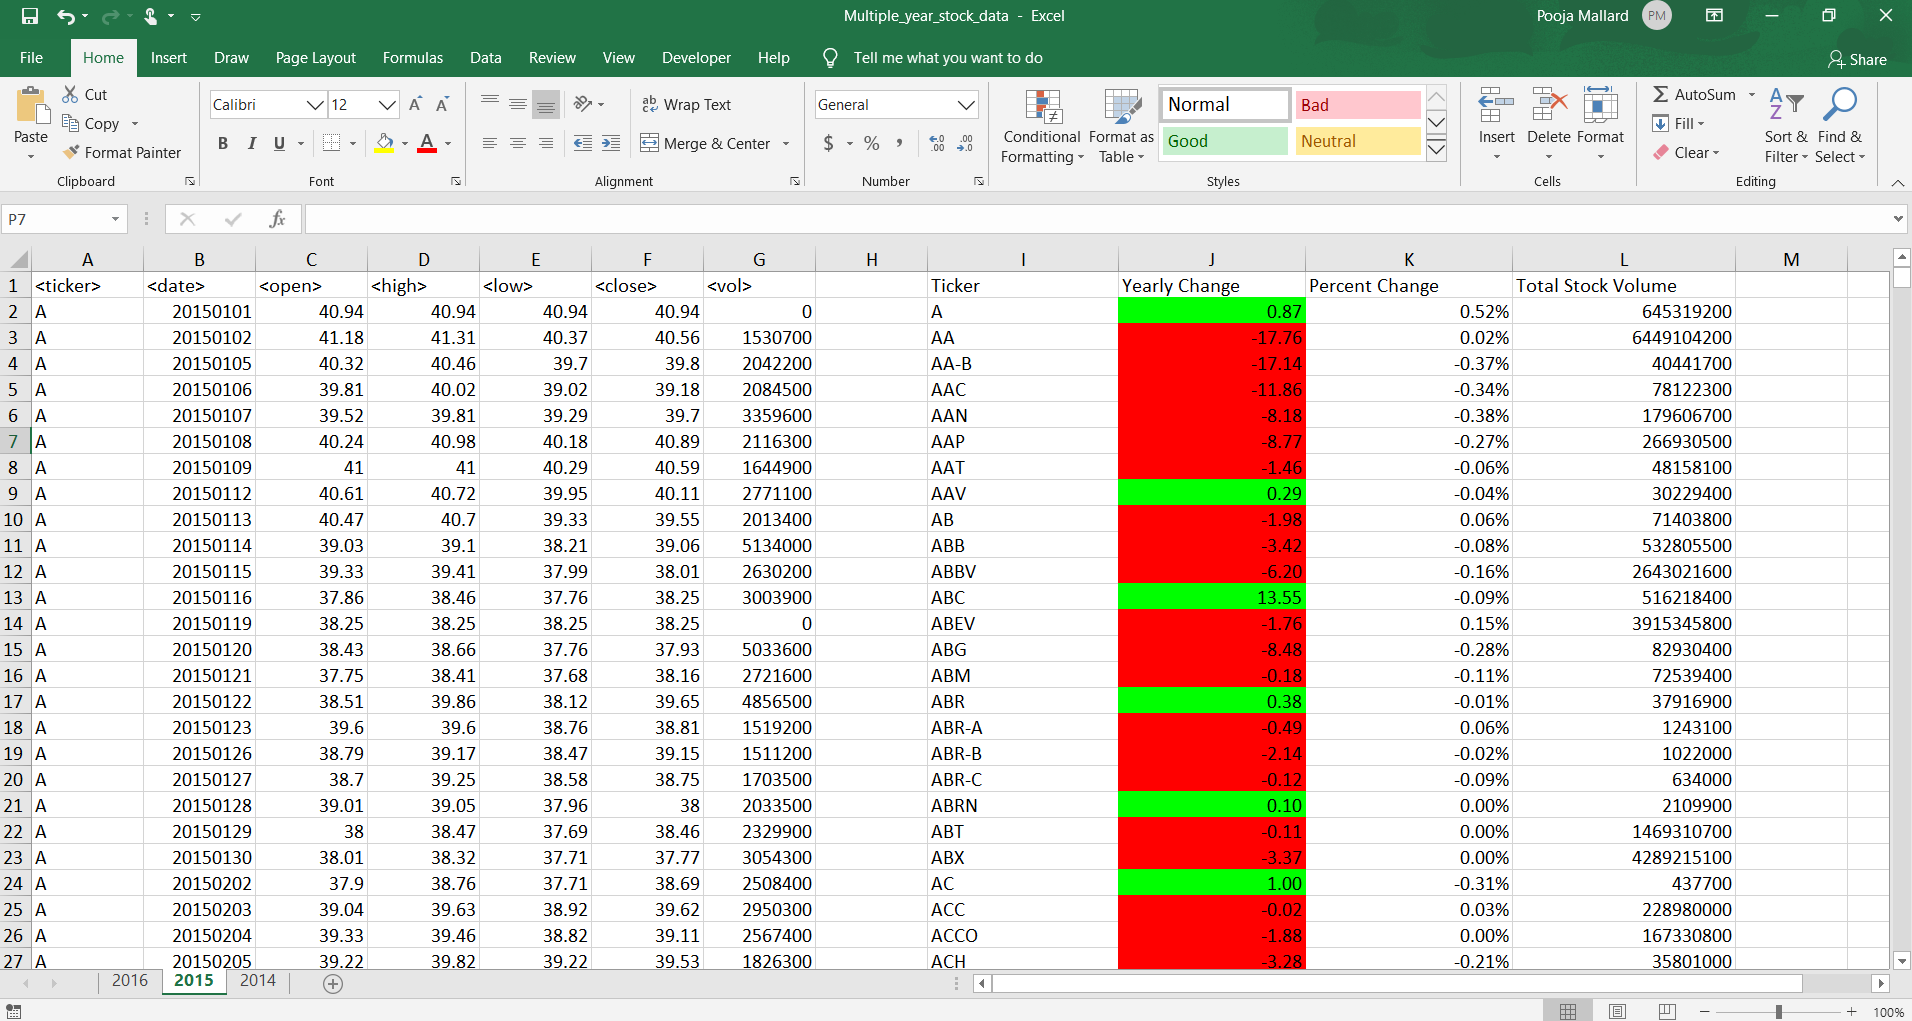 Multiple_year_stock_data - Excel
Pooja Mallard PM
File Home Insert Draw Page Layout Formulas Data Review View Developer Help Tell me what you want to do Share
Paste
Cut
Copy
Format Painter
Clipboard
Calibri 12
B I U A
Font
ab Wrap Text
Merge & Center
Alignment
General
$ % ,
Number
Conditional Formatting
Format as Table
Normal Bad
Good Neutral
Styles
Insert Delete Format
Cells
AutoSum
Fill
Clear
Sort & Filter
Find & Select
Editing
P7 fx
A B C D E F G H I J K L M
1 <ticker> <date> <open> <high> <low> <close> <vol> Ticker Yearly Change Percent Change Total Stock Volume
2 A 20150101 40.94 40.94 40.94 40.94 0 A 0.87 0.52% 645319200
3 A 20150102 41.18 41.31 40.37 40.56 1530700 AA -17.76 0.02% 6449104200
4 A 20150105 40.32 40.46 39.7 39.8 2042200 AA-B -17.14 -0.37% 40441700
5 A 20150106 39.81 40.02 39.02 39.18 2084500 AAC -11.86 -0.34% 78122300
6 A 20150107 39.52 39.81 39.29 39.7 3359600 AAN -8.18 -0.38% 179606700
7 A 20150108 40.24 40.98 40.18 40.89 2116300 AAP -8.77 -0.27% 266930500
8 A 20150109 41 41 40.29 40.59 1644900 AAT -1.46 -0.06% 48158100
9 A 20150112 40.61 40.72 39.95 40.11 2771100 AAV 0.29 -0.04% 30229400
10 A 20150113 40.47 40.7 39.33 39.55 2013400 AB -1.98 0.06% 71403800
11 A 20150114 39.03 39.1 38.21 39.06 5134000 ABB -3.42 -0.08% 532805500
12 A 20150115 39.33 39.41 37.99 38.01 2630200 ABBV -6.20 -0.16% 2643021600
13 A 20150116 37.86 38.46 37.76 38.25 3003900 ABC 13.55 -0.09% 516218400
14 A 20150119 38.25 38.25 38.25 38.25 0 ABEV -1.76 0.15% 3915345800
15 A 20150120 38.43 38.66 37.76 37.93 5033600 ABG -8.48 -0.28% 82930400
16 A 20150121 37.75 38.41 37.68 38.16 2721600 ABM -0.18 -0.11% 72539400
17 A 20150122 38.51 39.86 38.12 39.65 4856500 ABR 0.38 -0.01% 37916900
18 A 20150123 39.6 39.6 38.76 38.81 1519200 ABR-A -0.49 0.06% 1243100
19 A 20150126 38.79 39.17 38.47 39.15 1511200 ABR-B -2.14 -0.02% 1022000
20 A 20150127 38.7 39.25 38.58 38.75 1703500 ABR-C -0.12 -0.09% 634000
21 A 20150128 39.01 39.05 37.96 38 2033500 ABRN 0.10 0.00% 2109900
22 A 20150129 38 38.47 37.69 38.46 2329900 ABT -0.11 0.00% 1469310700
23 A 20150130 38.01 38.32 37.71 37.77 3054300 ABX -3.37 0.00% 4289215100
24 A 20150202 37.9 38.76 37.71 38.69 2508400 AC 1.00 -0.31% 437700
25 A 20150203 39.04 39.63 38.92 39.62 2950300 ACC -0.02 0.03% 228980000
26 A 20150204 39.33 39.46 38.82 39.11 2567400 ACCO -1.88 0.00% 167330800
27 A 20150205 39.22 39.82 39.22 39.53 1826300 ACH -3.28 -0.21% 35801000
2016 2015 2014
100%